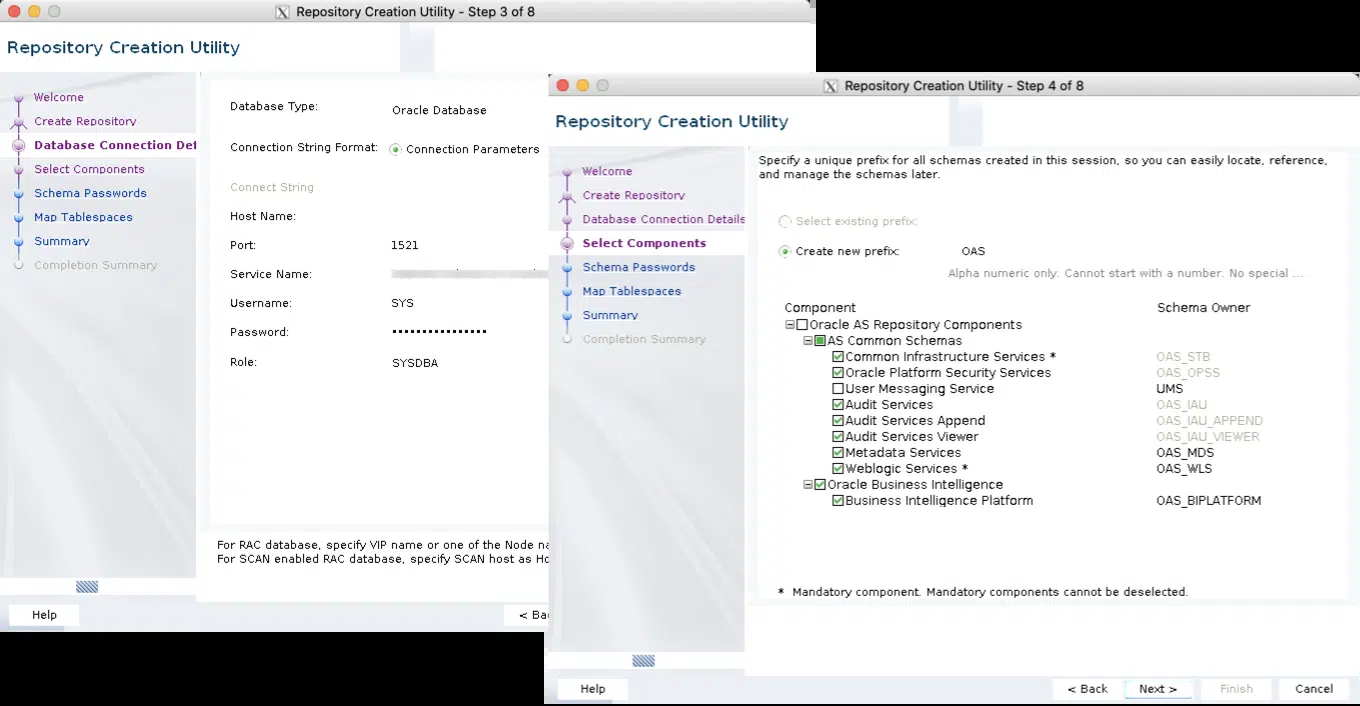 Repository Creation Utility - Step 3 of 8
Repository Creation Utility
Welcome
Create Repository
Database Connection Det
Select Components
Schema Passwords
Map Tablespaces
Summary
Completion Summary
Database Type: Oracle Database
Connection String Format: Connection Parameters
Connect String
Host Name:
Port: 1521
Service Name:
Username: SYS
Password: ••••••••••••••••
Role: SYSDBA
For RAC database, specify VIP name or one of the Node na
For SCAN enabled RAC database, specify SCAN host as Ho
Help
< Ba
Repository Creation Utility - Step 4 of 8
Repository Creation Utility
Welcome
Create Repository
Database Connection Details
Select Components
Schema Passwords
Map Tablespaces
Summary
Completion Summary
Specify a unique prefix for all schemas created in this session, so you can easily locate, reference,
and manage the schemas later.
Select existing prefix:
Create new prefix: OAS
Alpha numeric only. Cannot start with a number. No special ...
Component Schema Owner
Oracle AS Repository Components
AS Common Schemas
Common Infrastructure Services * OAS_STB
Oracle Platform Security Services OAS_OPSS
User Messaging Service UMS
Audit Services OAS_IAU
Audit Services Append OAS_IAU_APPEND
Audit Services Viewer OAS_IAU_VIEWER
Metadata Services OAS_MDS
Weblogic Services * OAS_WLS
Oracle Business Intelligence
Business Intelligence Platform OAS_BIPLATFORM
* Mandatory component. Mandatory components cannot be deselected.
Help
< Back
Next >
Finish
Cancel